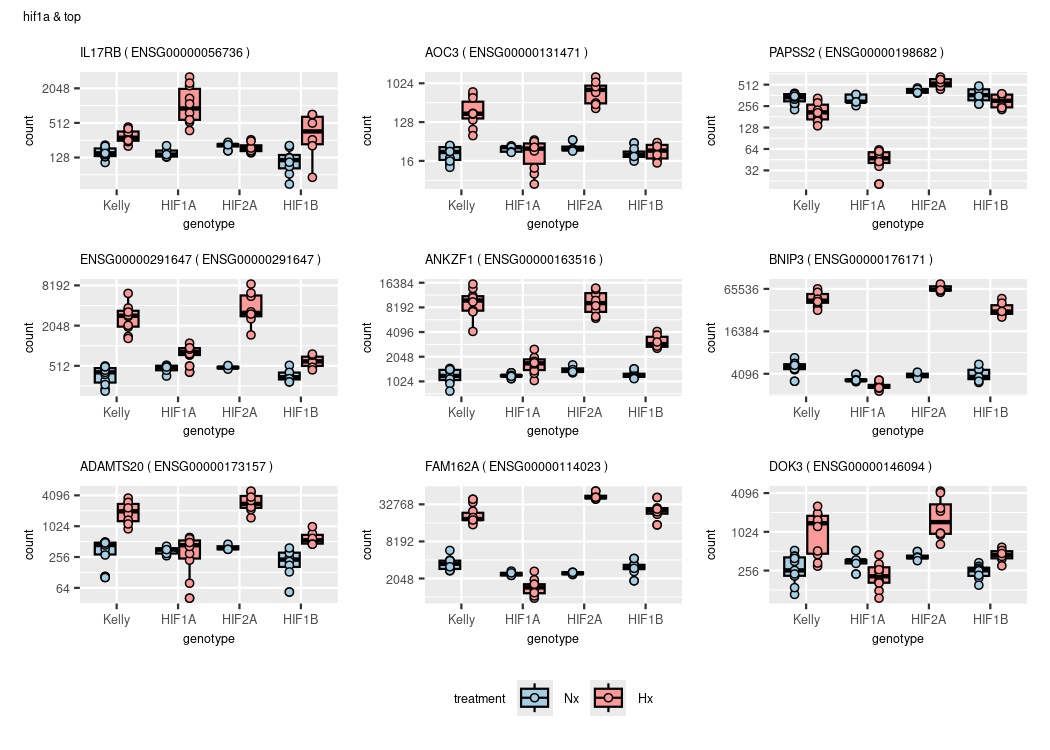 hif1a & top
IL17RB ( ENSG00000056736 )
AOC3 ( ENSG00000131471 )
PAPSS2 ( ENSG00000198682 )
count
2048
512
128
Kelly HIF1A HIF2A HIF1B
genotype
count
1024
128
16
Kelly HIF1A HIF2A HIF1B
genotype
count
512
256
128
64
32
Kelly HIF1A HIF2A HIF1B
genotype
ENSG00000291647 ( ENSG00000291647 )
ANKZF1 ( ENSG00000163516 )
BNIP3 ( ENSG00000176171 )
count
8192
2048
512
Kelly HIF1A HIF2A HIF1B
genotype
count
16384
8192
4096
2048
1024
Kelly HIF1A HIF2A HIF1B
genotype
count
65536
16384
4096
Kelly HIF1A HIF2A HIF1B
genotype
ADAMTS20 ( ENSG00000173157 )
FAM162A ( ENSG00000114023 )
DOK3 ( ENSG00000146094 )
count
4096
1024
256
64
Kelly HIF1A HIF2A HIF1B
genotype
count
32768
8192
2048
Kelly HIF1A HIF2A HIF1B
genotype
count
4096
1024
256
Kelly HIF1A HIF2A HIF1B
genotype
treatment Nx Hx